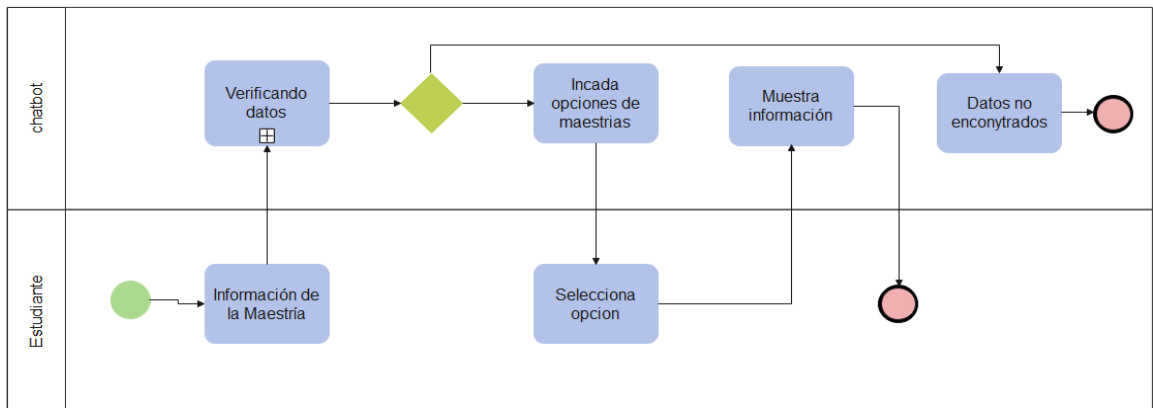 chatbot
Verificando
datos
Incada
opciones de
maestrias
Muestra
información
Datos no
enconytrados
Estudiante
Información de
la Maestría
Selecciona
opcion